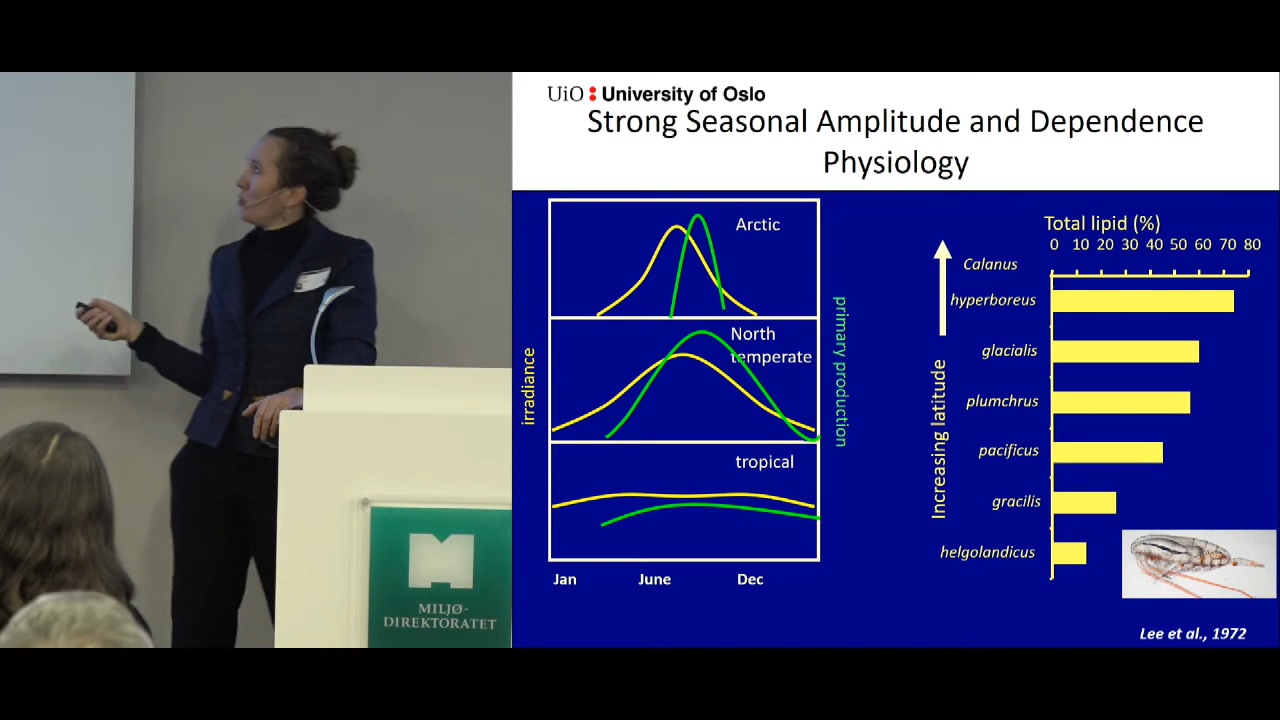 UiO : University of Oslo
Strong Seasonal Amplitude and Dependence
Physiology
Arctic
North
temperate
tropical
irradiance
primary production
Jan June Dec
Total lipid (%)
0 10 20 30 40 50 60 70 80
Calanus
hyperboreus
glacialis
plumchrus
pacificus
gracilis
helgolandicus
Increasing latitude
Lee et al., 1972
MILJØ-
DIREKTORATET